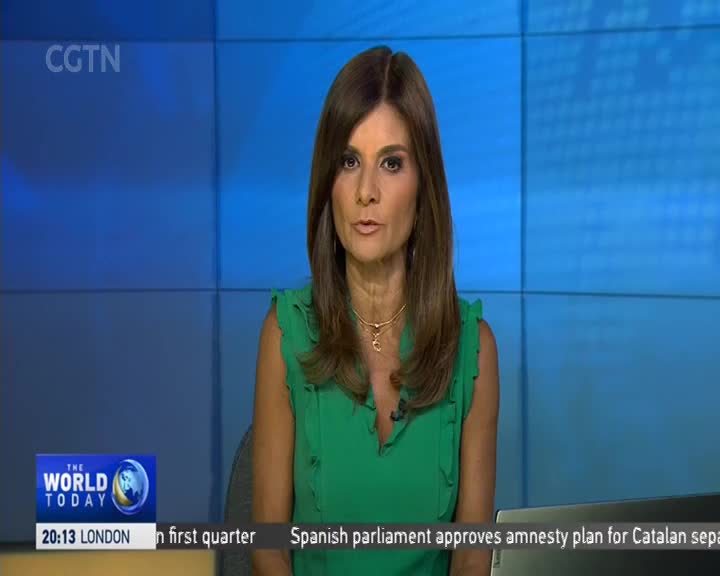 CGTN
THE
WORLD
TODAY
20:13 LONDON
n first quarter Spanish parliament approves amnesty plan for Catalan sepa